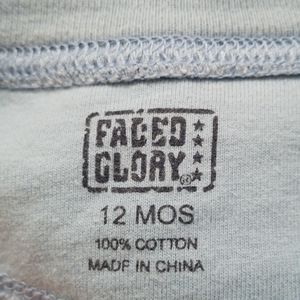 FADED
GLORY
12 MOS
100% COTTON
MADE IN CHINA